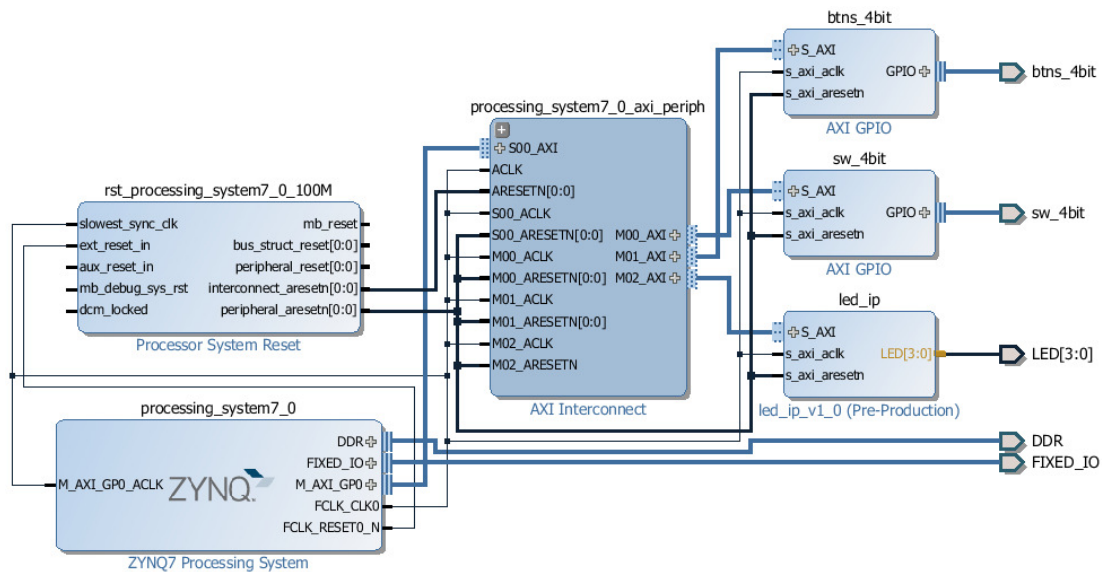 rst_processing_system7_0_100M
slowest_sync_clk
ext_reset_in
aux_reset_in
mb_debug_sys_rst
dcm_locked
mb_reset
bus_struct_reset[0:0]
peripheral_reset[0:0]
interconnect_aresetn[0:0]
peripheral_aresetn[0:0]
Processor System Reset
processing_system7_0
M_AXI_GP0_ACLK
ZYNQ
DDR
FIXED_IO
M_AXI_GP0
FCLK_CLK0
FCLK_RESET0_N
ZYNQ7 Processing System
processing_system7_0_axi_periph
S00_AXI
ACLK
ARESETN[0:0]
S00_ACLK
S00_ARESETN[0:0]
M00_ACLK
M00_ARESETN[0:0]
M01_ACLK
M01_ARESETN[0:0]
M02_ACLK
M02_ARESETN
M00_AXI
M01_AXI
M02_AXI
AXI Interconnect
btns_4bit
S_AXI
s_axi_aclk
s_axi_aresetn
GPIO
AXI GPIO
sw_4bit
S_AXI
s_axi_aclk
s_axi_aresetn
GPIO
AXI GPIO
led_ip
S_AXI
s_axi_aclk
s_axi_aresetn
LED[3:0]
led_ip_v1_0 (Pre-Production)
btns_4bit
sw_4bit
LED[3:0]
DDR
FIXED_IO